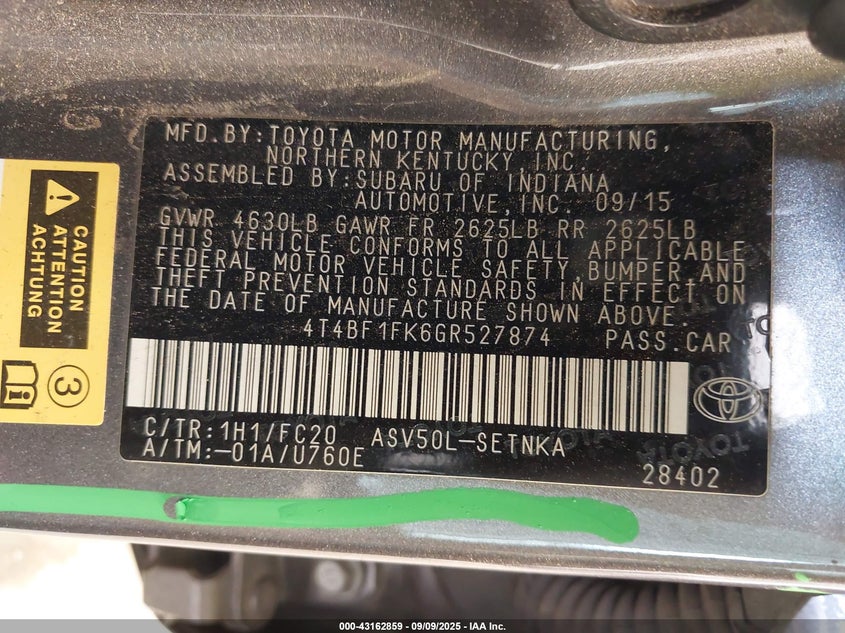 MFD.BY:TOYOTA MOTOR MANUFACTURING,
NORTHERN KENTUCKY, INC.
ASSEMBLED BY:SUBARU OF INDIANA
AUTOMOTIVE,INC. 09/15
GVWR 4630LB GAWR FR 2625LB RR 2625LB
THIS VEHICLE CONFORMS TO ALL APPLICABLE
FEDERAL MOTOR VEHICLE SAFETY,BUMPER,AND
THEFT PREVENTION STANDARDS IN EFFECT ON
THE DATE OF MANUFACTURE SHOWN ABOVE.
4T4BF1FK6GR527874 PASS.CAR
C/TR:1H1/FC20 ASV50L-SETNKA
A/TM:-01A/U760E
28402
TOYOTA
CAUTION
ATTENTION
ACHTUNG
3
000-43162859 - 09/09/2025 - IAA Inc.